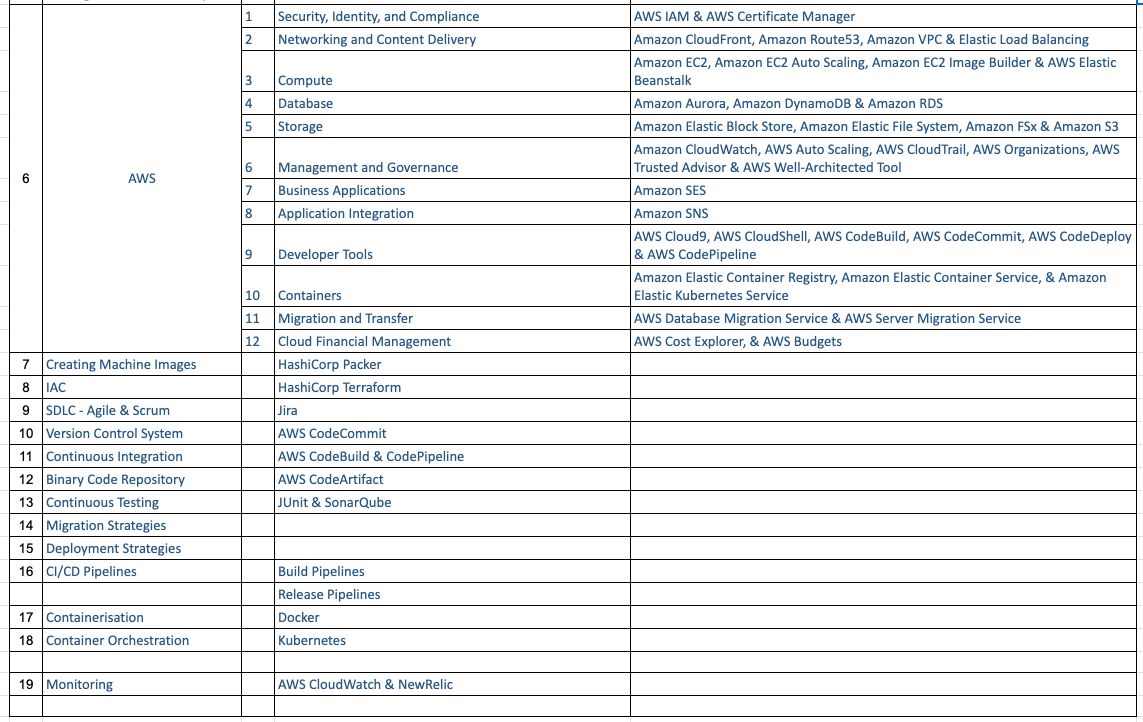 1 Security, Identity, and Compliance AWS IAM & AWS Certificate Manager
2 Networking and Content Delivery Amazon CloudFront, Amazon Route53, Amazon VPC & Elastic Load Balancing
Amazon EC2, Amazon EC2 Auto Scaling, Amazon EC2 Image Builder & AWS Elastic
3 Compute Beanstalk
4 Database Amazon Aurora, Amazon DynamoDB & Amazon RDS
5 Storage Amazon Elastic Block Store, Amazon Elastic File System, Amazon FSx & Amazon S3
Amazon CloudWatch, AWS Auto Scaling, AWS CloudTrail, AWS Organizations, AWS
6 Management and Governance Trusted Advisor & AWS Well-Architected Tool
6 AWS
7 Business Applications Amazon SES
8 Application Integration Amazon SNS
AWS Cloud9, AWS CloudShell, AWS CodeBuild, AWS CodeCommit, AWS CodeDeploy
9 Developer Tools & AWS CodePipeline
Amazon Elastic Container Registry, Amazon Elastic Container Service, & Amazon
10 Containers Elastic Kubernetes Service
11 Migration and Transfer AWS Database Migration Service & AWS Server Migration Service
12 Cloud Financial Management AWS Cost Explorer, & AWS Budgets
7 Creating Machine Images HashiCorp Packer
8 IAC HashiCorp Terraform
9 SDLC - Agile & Scrum Jira
10 Version Control System AWS CodeCommit
11 Continuous Integration AWS CodeBuild & CodePipeline
12 Binary Code Repository AWS CodeArtifact
13 Continuous Testing JUnit & SonarQube
14 Migration Strategies
15 Deployment Strategies
16 CI/CD Pipelines Build Pipelines
Release Pipelines
17 Containerisation Docker
18 Container Orchestration Kubernetes
19 Monitoring AWS CloudWatch & NewRelic